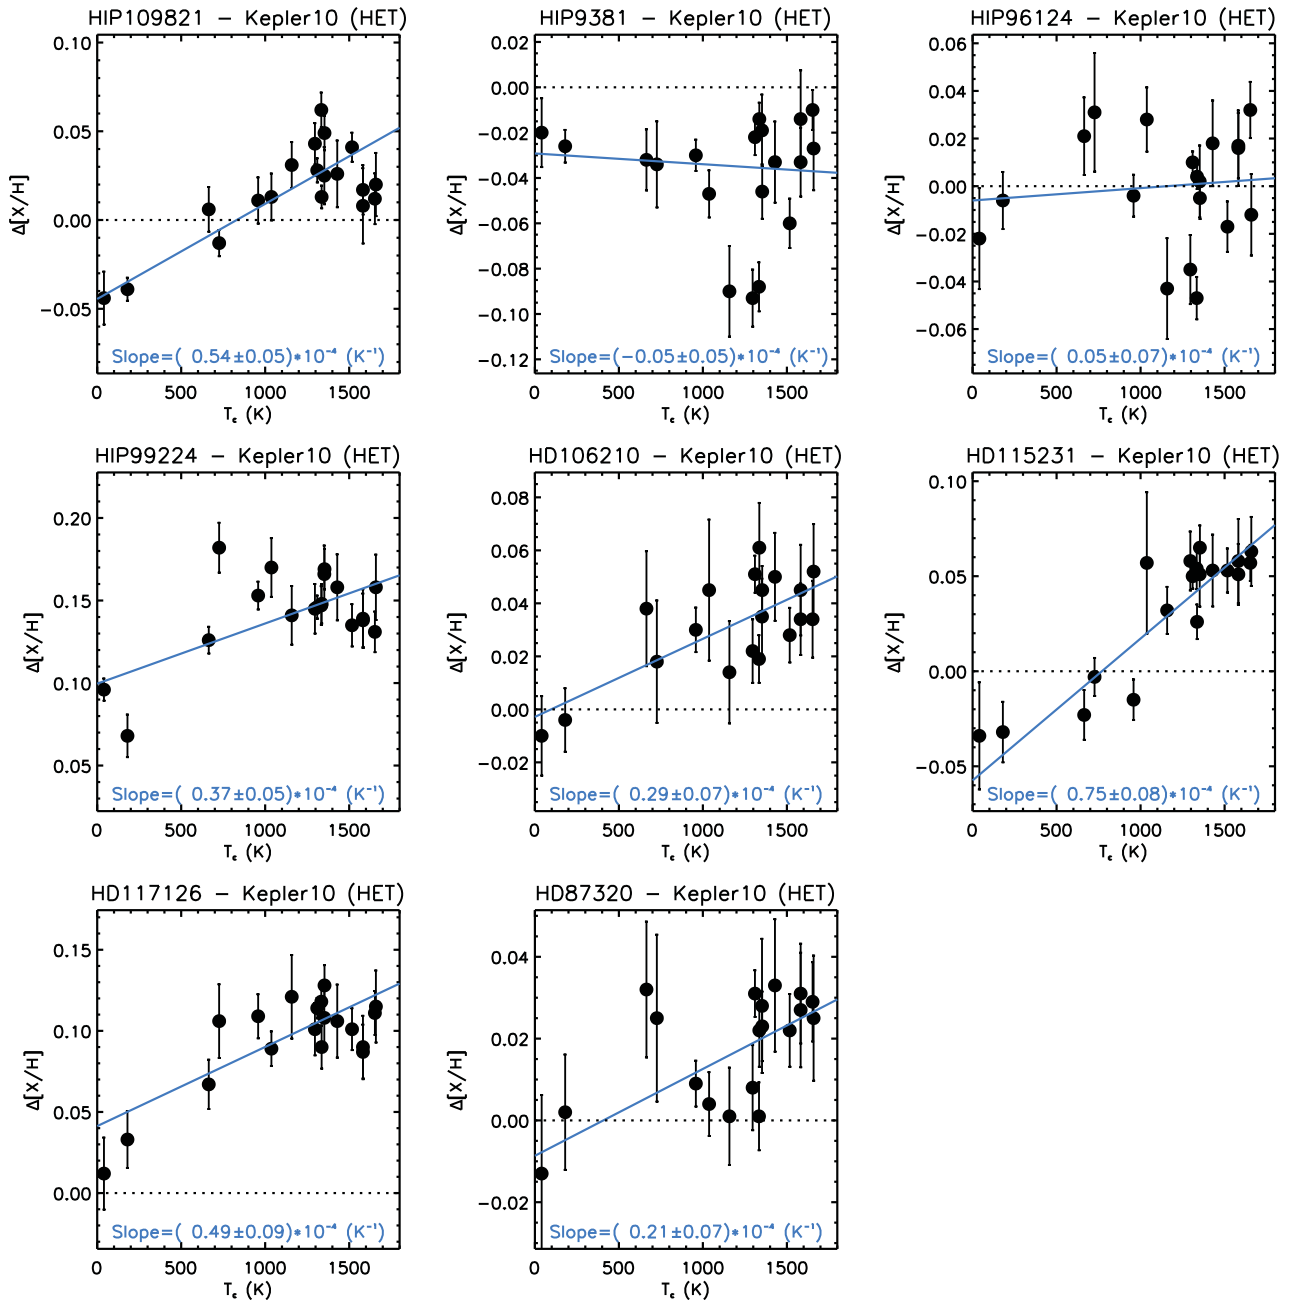 HIP109821 − Kepler10 (HET)
0.10
0.05
0.00
−0.05
Δ[X/H]
Slope=( 0.54±0.05)*10⁻⁴ (K⁻¹)
0 500 1000 1500
T_c (K)
HIP9381 − Kepler10 (HET)
0.02
0.00
−0.02
−0.04
−0.06
−0.08
−0.10
−0.12
Δ[X/H]
Slope=(−0.05±0.05)*10⁻⁴ (K⁻¹)
0 500 1000 1500
T_c (K)
HIP96124 − Kepler10 (HET)
0.06
0.04
0.02
0.00
−0.02
−0.04
−0.06
Δ[X/H]
Slope=( 0.05±0.07)*10⁻⁴ (K⁻¹)
0 500 1000 1500
T_c (K)
HIP99224 − Kepler10 (HET)
0.20
0.15
0.10
0.05
Δ[X/H]
Slope=( 0.37±0.05)*10⁻⁴ (K⁻¹)
0 500 1000 1500
T_c (K)
HD106210 − Kepler10 (HET)
0.08
0.06
0.04
0.02
0.00
−0.02
Δ[X/H]
Slope=( 0.29±0.07)*10⁻⁴ (K⁻¹)
0 500 1000 1500
T_c (K)
HD115231 − Kepler10 (HET)
0.10
0.05
0.00
−0.05
Δ[X/H]
Slope=( 0.75±0.08)*10⁻⁴ (K⁻¹)
0 500 1000 1500
T_c (K)
HD117126 − Kepler10 (HET)
0.15
0.10
0.05
0.00
Δ[X/H]
Slope=( 0.49±0.09)*10⁻⁴ (K⁻¹)
0 500 1000 1500
T_c (K)
HD87320 − Kepler10 (HET)
0.04
0.02
0.00
−0.02
Δ[X/H]
Slope=( 0.21±0.07)*10⁻⁴ (K⁻¹)
0 500 1000 1500
T_c (K)